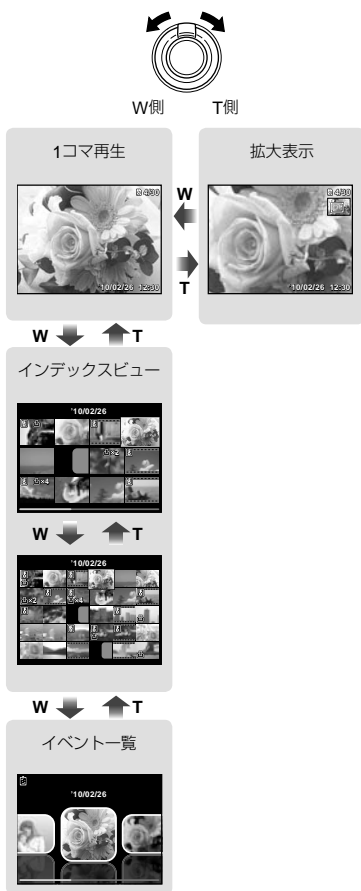 W側 T側
1コマ再生
4/30
'10/02/26 12:30
W
T
拡大表示
4/30
'10/02/26 12:30
W T
インデックスビュー
'10/02/26
×2
×4
W T
'10/02/26
×2 ×4
W T
イベント一覧
'10/02/26